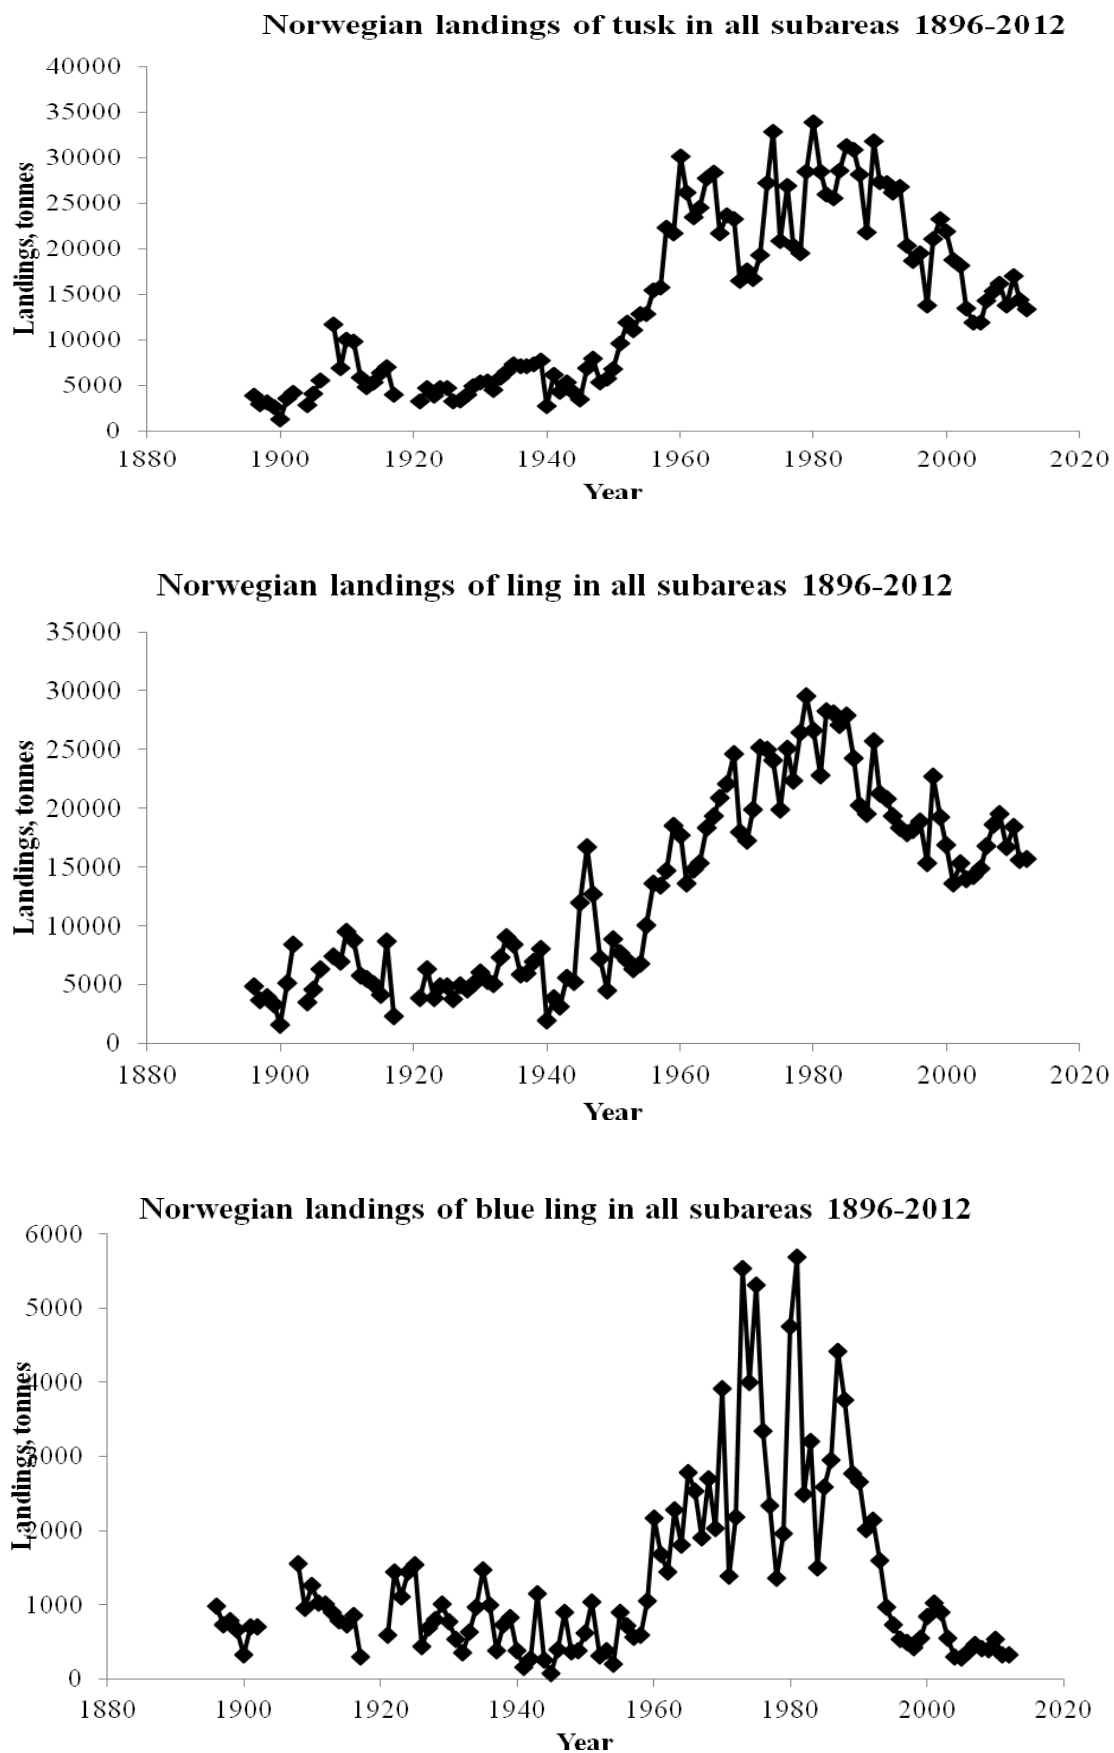 Norwegian landings of tusk in all subareas 1896-2012
40000
35000
30000
25000
20000
15000
10000
5000
0
Landings, tonnes
1880 1900 1920 1940 1960 1980 2000 2020
Year
Norwegian landings of ling in all subareas 1896-2012
35000
30000
25000
20000
15000
10000
5000
0
Landings, tonnes
1880 1900 1920 1940 1960 1980 2000 2020
Year
Norwegian landings of blue ling in all subareas 1896-2012
6000
5000
4000
3000
2000
1000
0
Landings, tonnes
1880 1900 1920 1940 1960 1980 2000 2020
Year